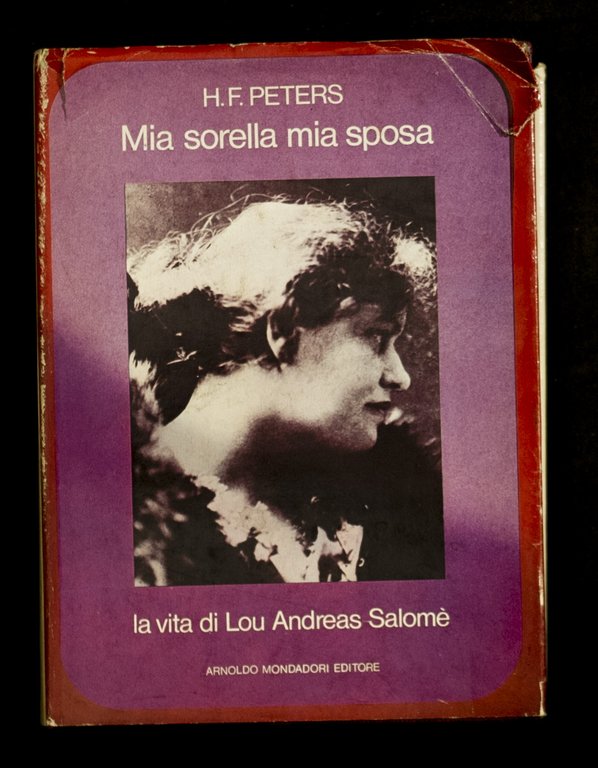 H.F. PETERS
Mia sorella mia sposa
la vita di Lou Andreas-Salomè
ARNOLDO MONDADORI EDITORE